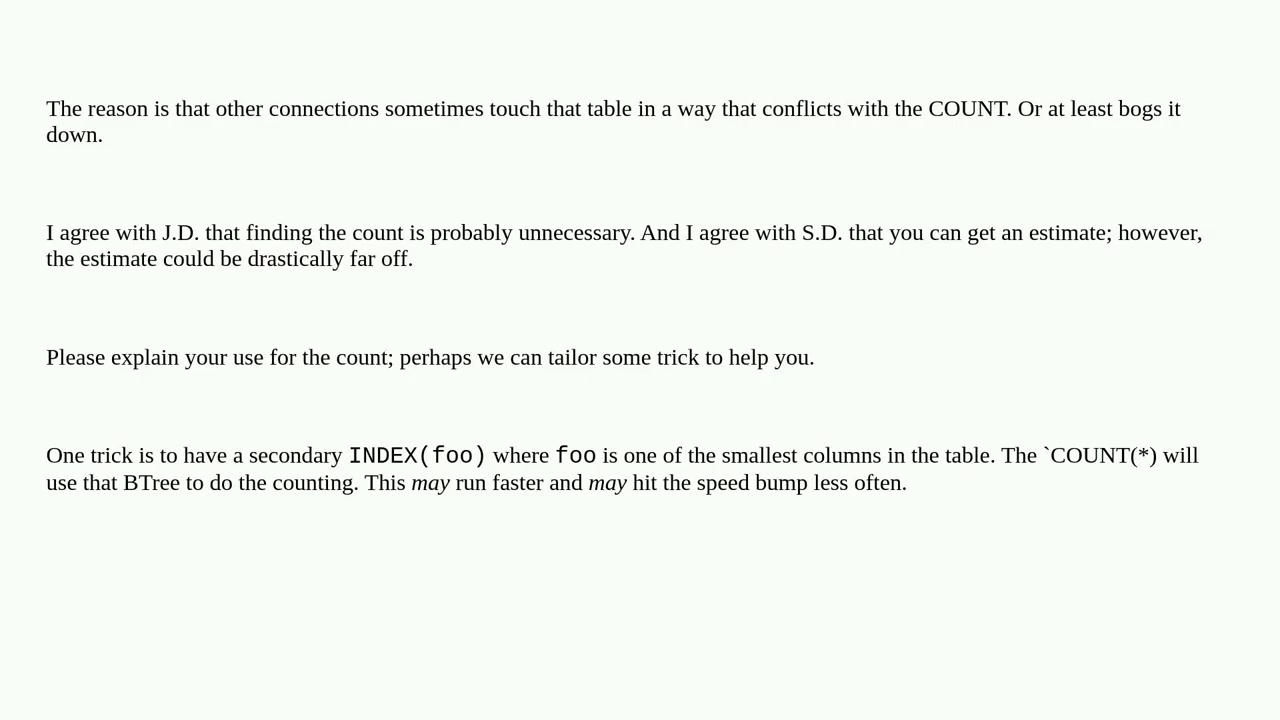 The reason is that other connections sometimes touch that table in a way that conflicts with the COUNT. Or at least bogs it
down.
I agree with J.D. that finding the count is probably unnecessary. And I agree with S.D. that you can get an estimate; however,
the estimate could be drastically far off.
Please explain your use for the count; perhaps we can tailor some trick to help you.
One trick is to have a secondary INDEX(foo) where foo is one of the smallest columns in the table. The `COUNT(*) will
use that BTree to do the counting. This may run faster and may hit the speed bump less often.